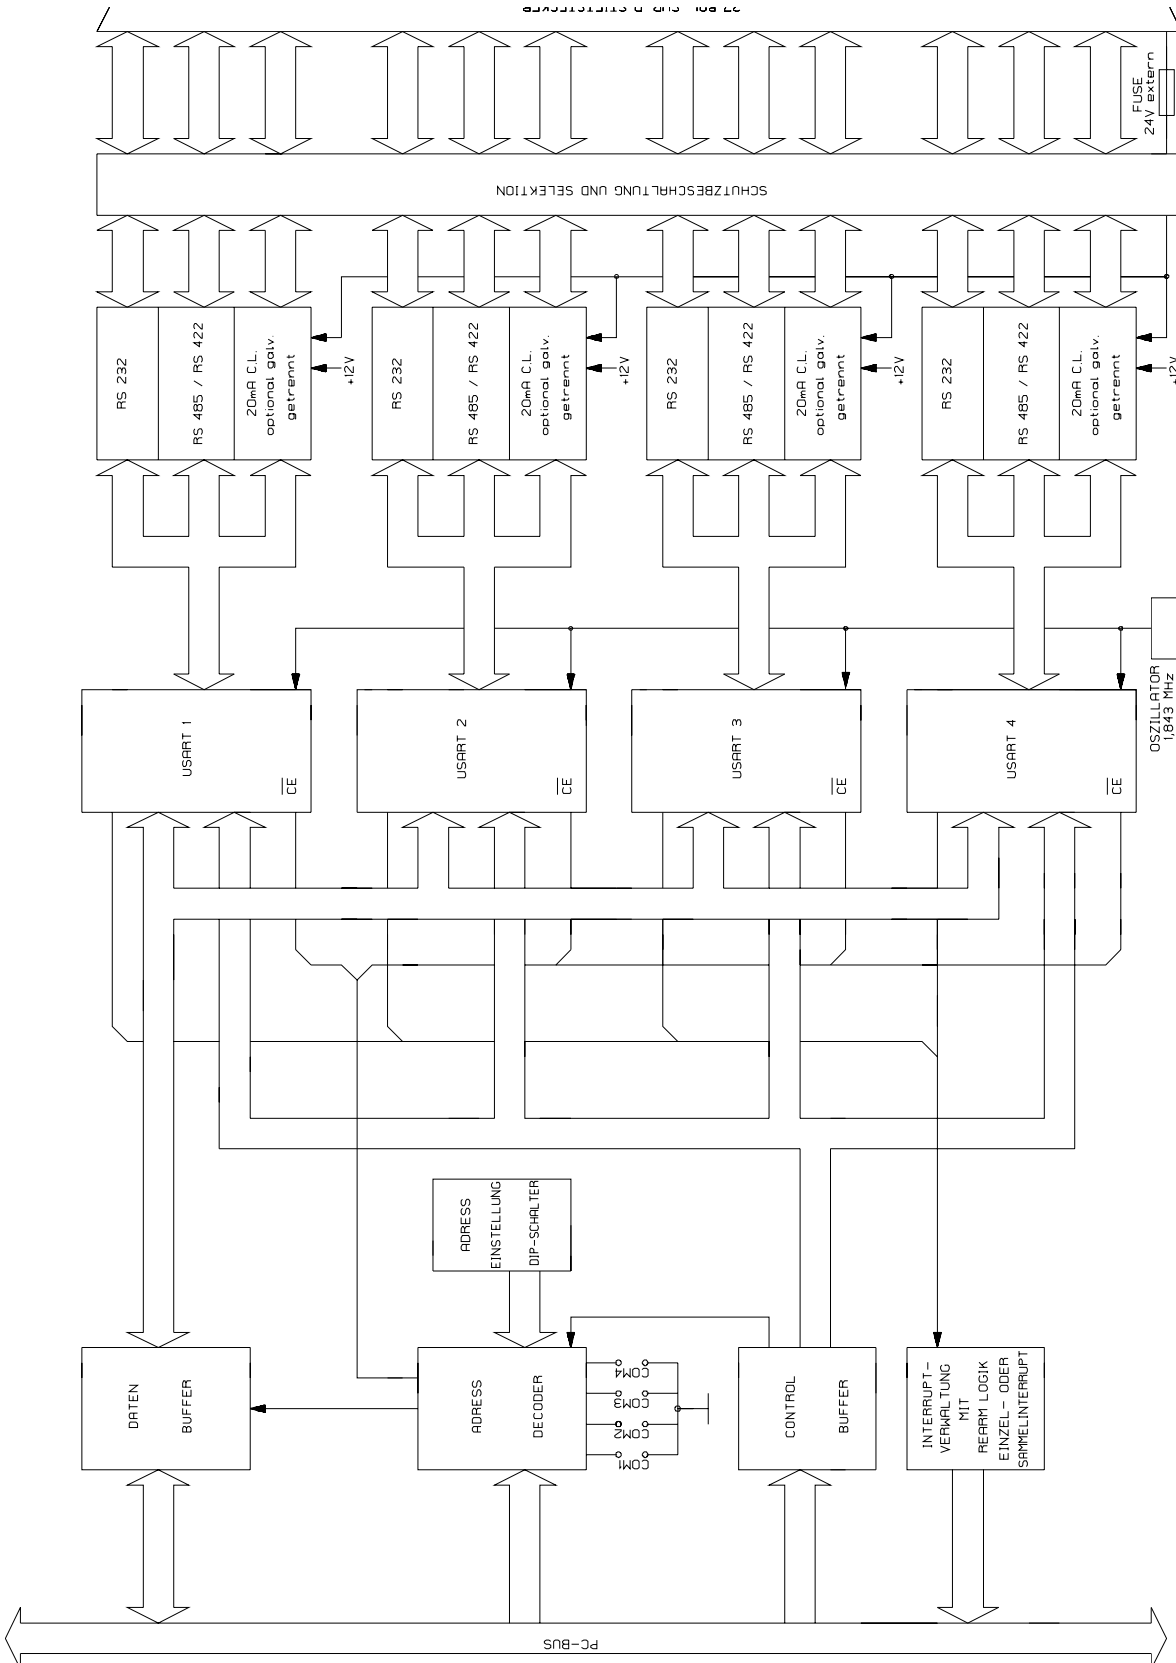 FUSE
24V extern
SCHUTZBESCHALTUNG UND SELEKTION
RS 232
RS 485 / RS 422
20mA C.L.
optional galv.
getrennt
+12V
RS 232
RS 485 / RS 422
20mA C.L.
optional galv.
getrennt
+12V
RS 232
RS 485 / RS 422
20mA C.L.
optional galv.
getrennt
+12V
RS 232
RS 485 / RS 422
20mA C.L.
optional galv.
getrennt
+12V
OSZILLATOR
1,843 MHz
USART 1
CE
USART 2
CE
USART 3
CE
USART 4
CE
ADRESS
EINSTELLUNG
DIP-SCHALTER
DATEN
BUFFER
ADRESS
DECODER
COM4
COM3
COM2
COM1
CONTROL
BUFFER
INTERRUPT-
VERWALTUNG
MIT
REARM LOGIK
EINZEL- ODER
SAMMELINTERRUPT
PC-BUS